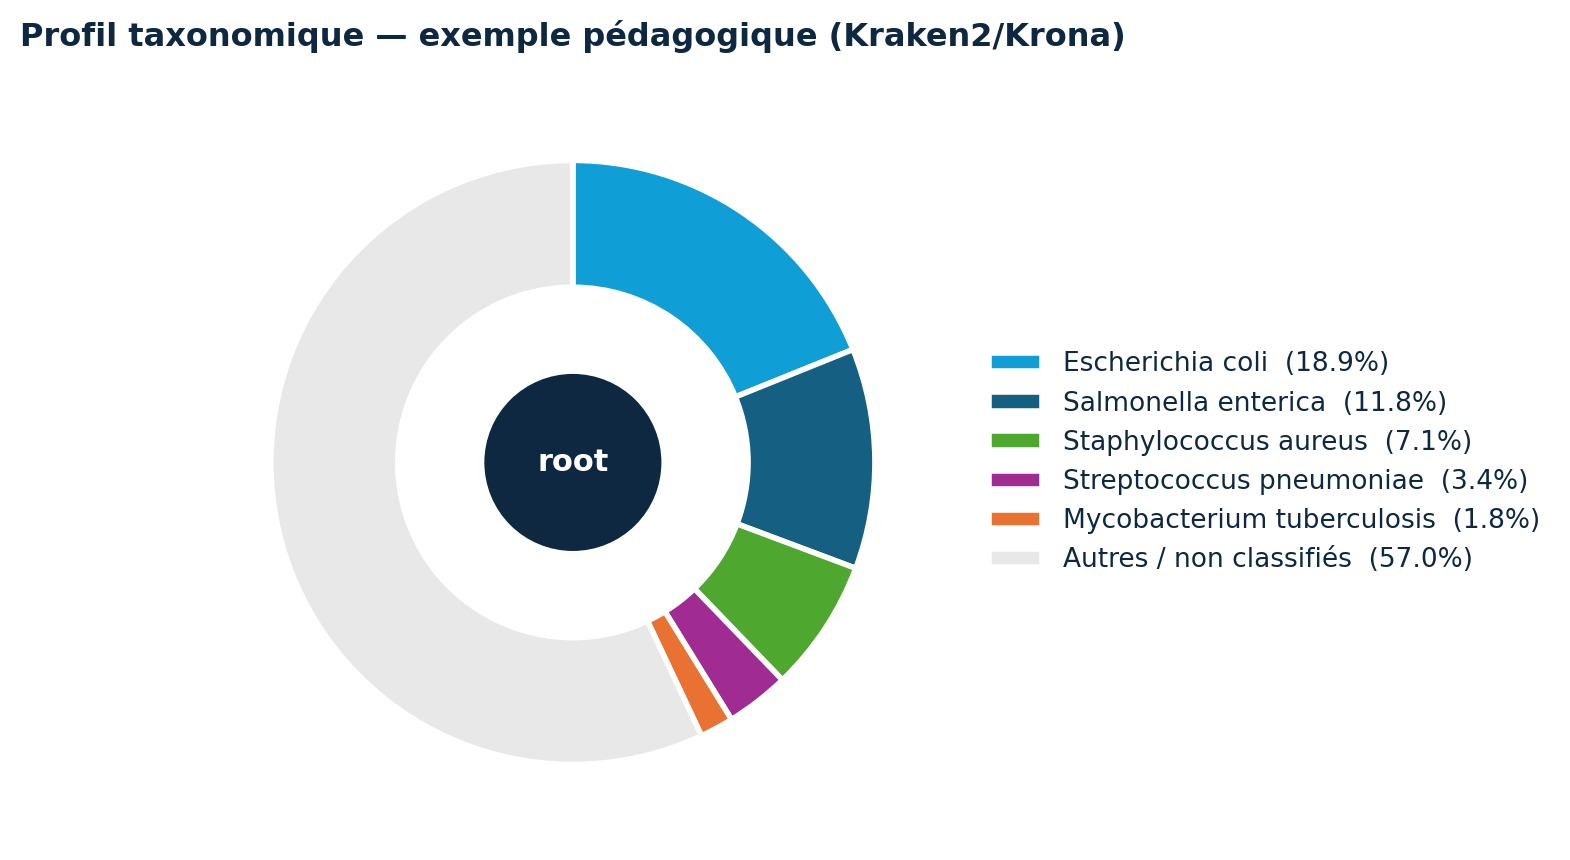 Profil taxonomique — exemple pédagogique (Kraken2/Krona)
root
Escherichia coli (18.9%)
Salmonella enterica (11.8%)
Staphylococcus aureus (7.1%)
Streptococcus pneumoniae (3.4%)
Mycobacterium tuberculosis (1.8%)
Autres / non classifiés (57.0%)